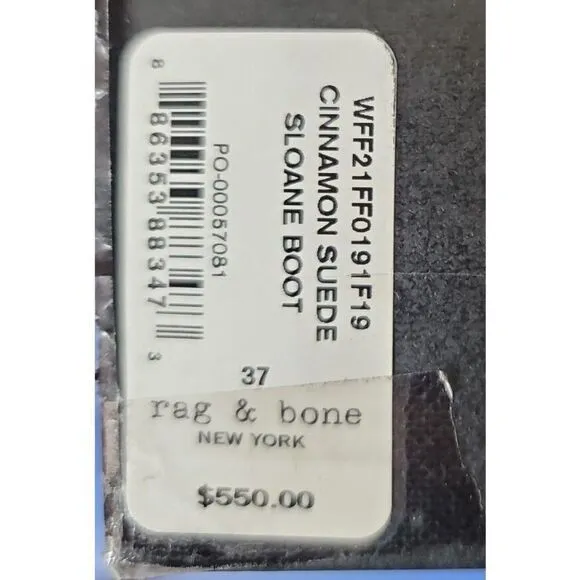 WFF21FF0191F19
CINNAMON SUEDE
SLOANE BOOT
PO-00057081
8 86353 88347 3
37
rag & bone
NEW YORK
$550.00